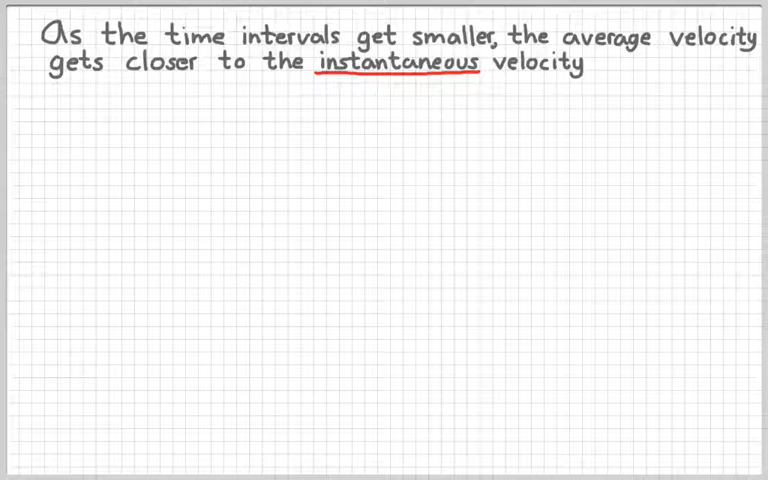 As the time intervals get smaller, the average velocity
gets closer to the instantaneous velocity